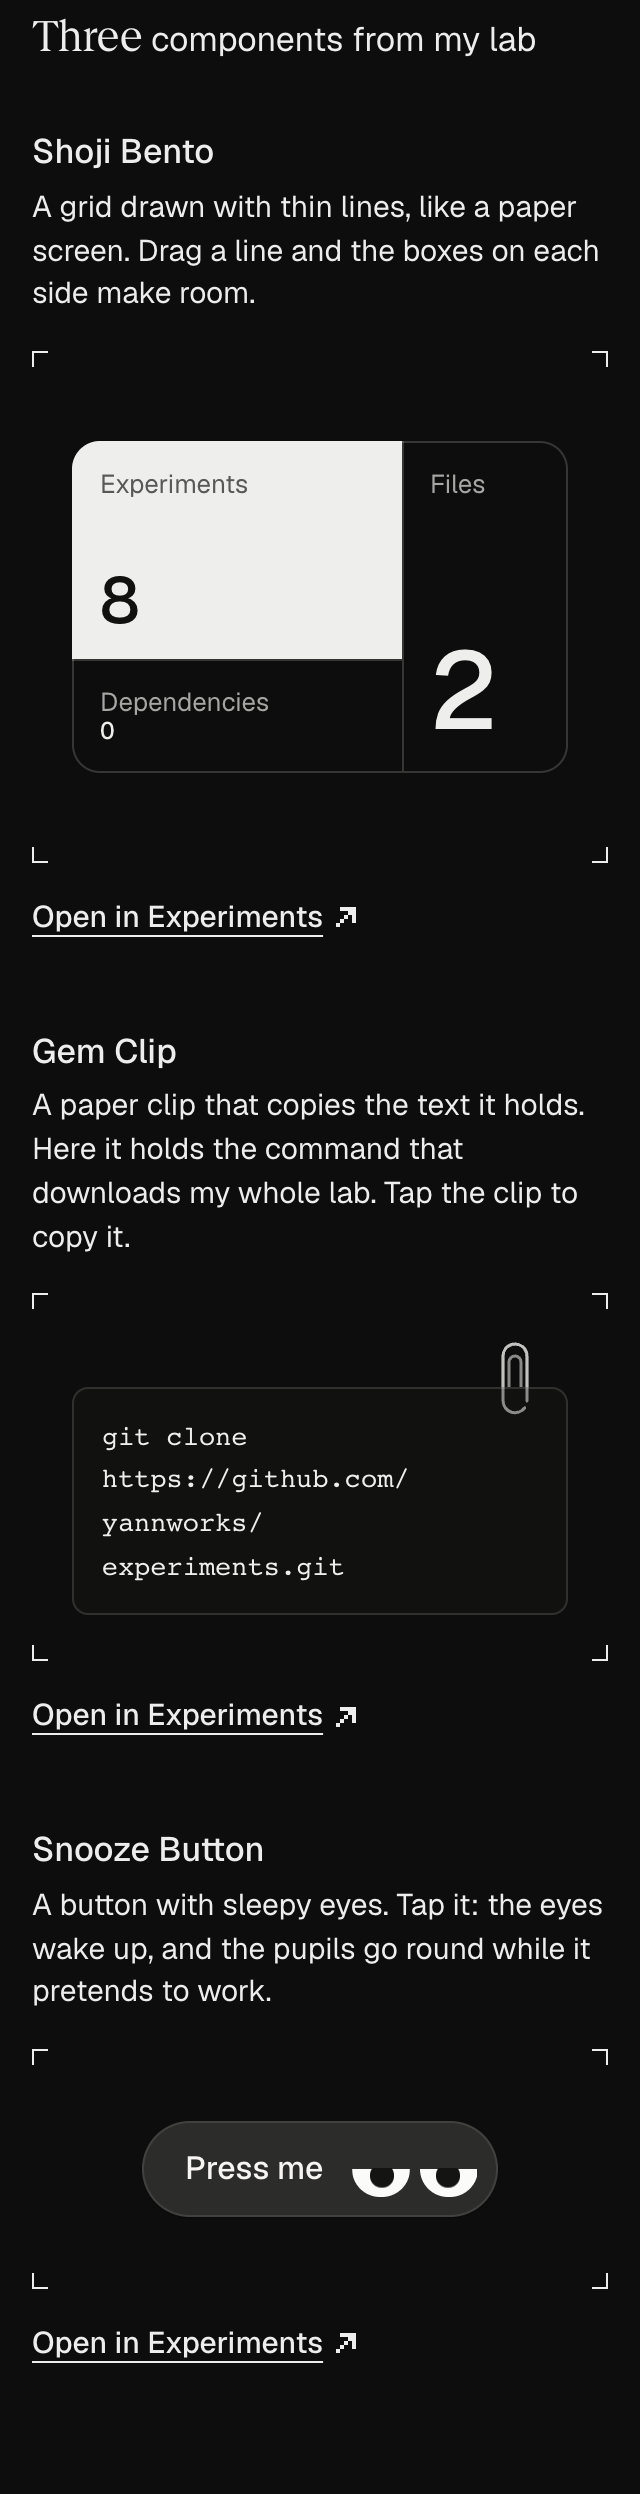 Three components from my lab
Shoji Bento
A grid drawn with thin lines, like a paper
screen. Drag a line and the boxes on each
side make room.
Experiments
8
Files
2
Dependencies
0
Open in Experiments
Gem Clip
A paper clip that copies the text it holds.
Here it holds the command that
downloads my whole lab. Tap the clip to
copy it.
git clone
https://github.com/
yannworks/
experiments.git
Open in Experiments
Snooze Button
A button with sleepy eyes. Tap it: the eyes
wake up, and the pupils go round while it
pretends to work.
Press me
Open in Experiments